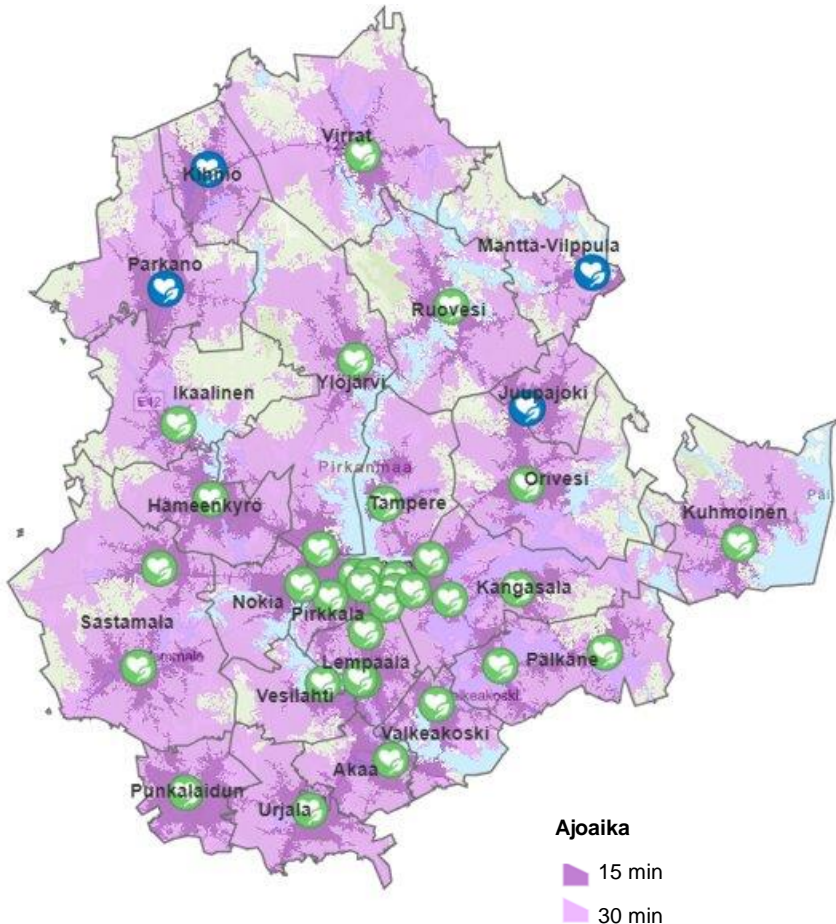 Virrat
Kihniö
Mänttä-Vilppula
Parkano
Ruovesi
Ylöjärvi
Ikaalinen
Juupajoki
E12
Pirkanmaa
Orivesi
Hämeenkyrö
Tampere
Kuhmoinen
Nokia
Pirkkala
Kangasala
Sastamala
Lempäälä
Pälkäne
Vesilahti
Valkeakoski
Akaa
Punkalaidun
Urjala
Ajoaika
15 min
30 min